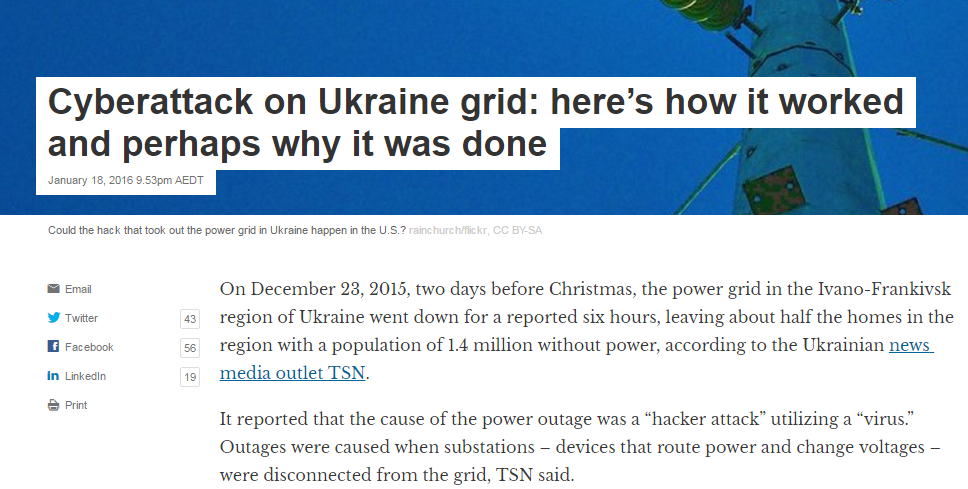 Cyberattack on Ukraine grid: here’s how it worked
and perhaps why it was done
January 18, 2016 9.53pm AEDT
Could the hack that took out the power grid in Ukraine happen in the U.S.? rainchurch/flickr, CC BY-SA
Email
Twitter 43
Facebook 56
LinkedIn 19
Print
On December 23, 2015, two days before Christmas, the power grid in the Ivano-Frankivsk
region of Ukraine went down for a reported six hours, leaving about half the homes in the
region with a population of 1.4 million without power, according to the Ukrainian news
media outlet TSN.
It reported that the cause of the power outage was a “hacker attack” utilizing a “virus.”
Outages were caused when substations – devices that route power and change voltages –
were disconnected from the grid, TSN said.